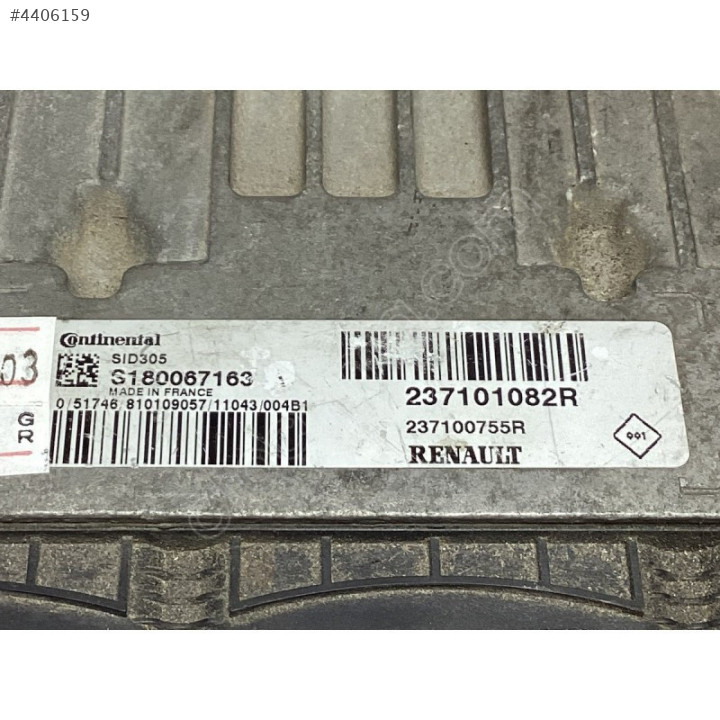 #4406159
Continental
SID305
S180067163
MADE IN FRANCE
0/51746/810109057/11043/004B1
237101082R
237100755R
RENAULT
001
03
G
R